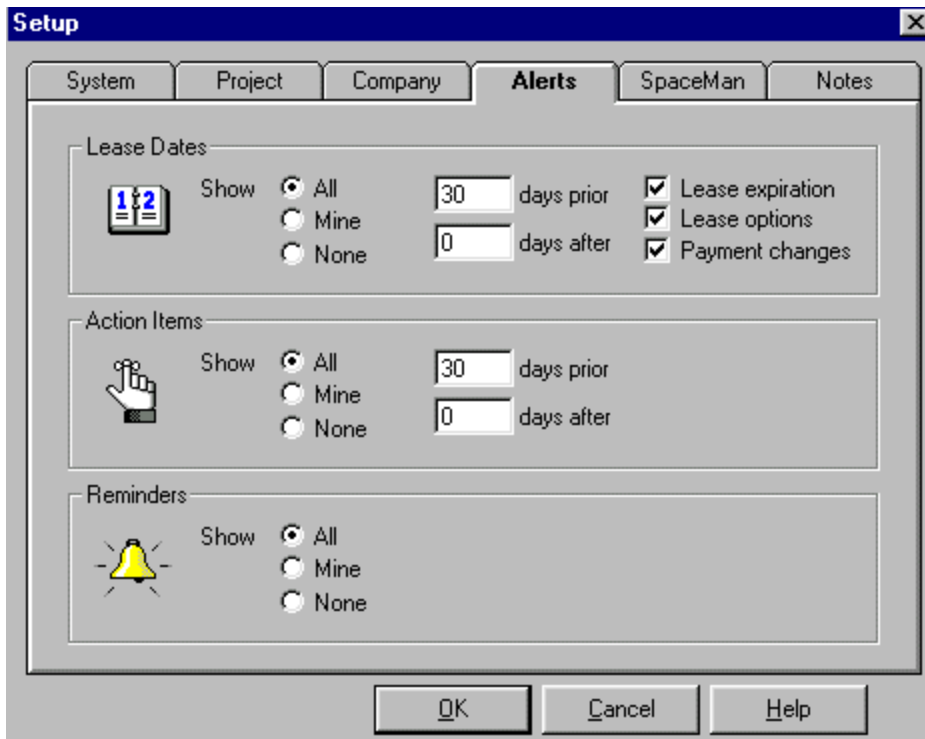 Setup
System Project Company Alerts SpaceMan Notes
Lease Dates
1 2
Show All 30 days prior Lease expiration
Mine Lease options
0 days after
None Payment changes
Action Items
Show All 30 days prior
Mine
0 days after
None
Reminders
Show All
Mine
None
OK Cancel Help